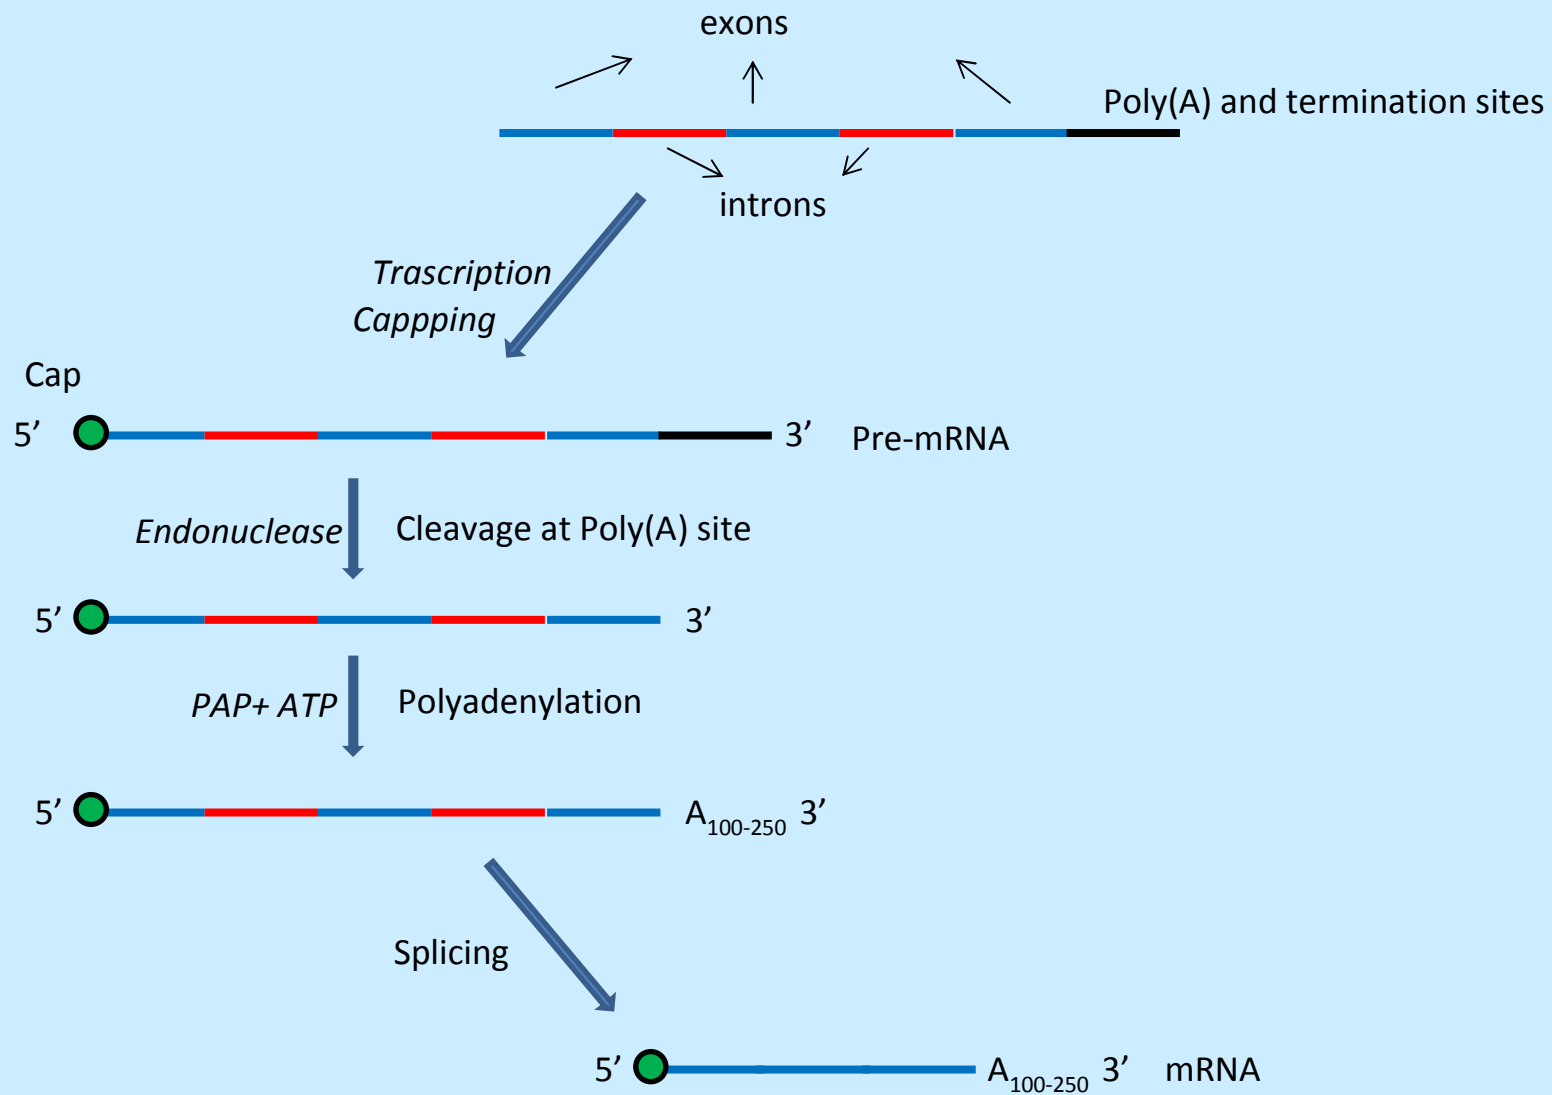 exons
Poly(A) and termination sites
introns
Trascription
Cappping
Cap
5’ 3’ Pre-mRNA
Endonuclease Cleavage at Poly(A) site
5’ 3’
PAP+ ATP Polyadenylation
5’ A100-250 3’
Splicing
5’ A100-250 3’ mRNA